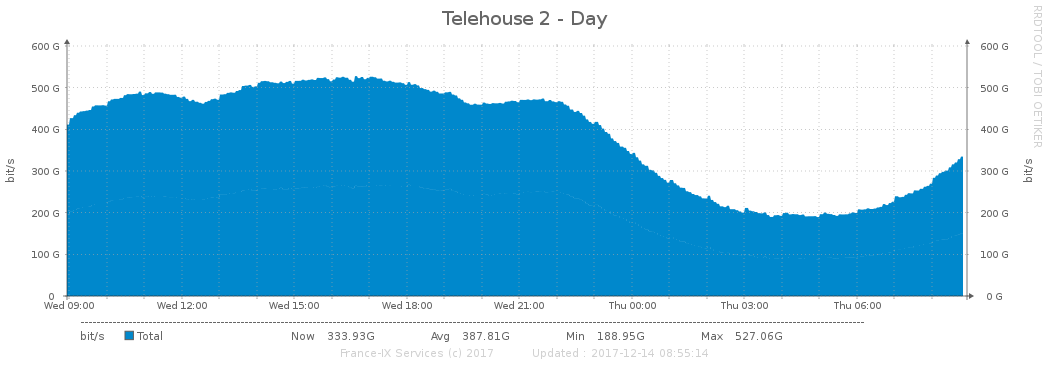 Telehouse 2 - Day
RRDTOOL / TOBI OETIKER
600 G 600 G
500 G 500 G
400 G 400 G
bit/s bit/s
300 G 300 G
200 G 200 G
100 G 100 G
0 0 G
Wed 09:00 Wed 12:00 Wed 15:00 Wed 18:00 Wed 21:00 Thu 00:00 Thu 03:00 Thu 06:00
bit/s Total Now 333.93G Avg 387.81G Min 188.95G Max 527.06G
France-IX Services (c) 2017 Updated : 2017-12-14 08:55:14